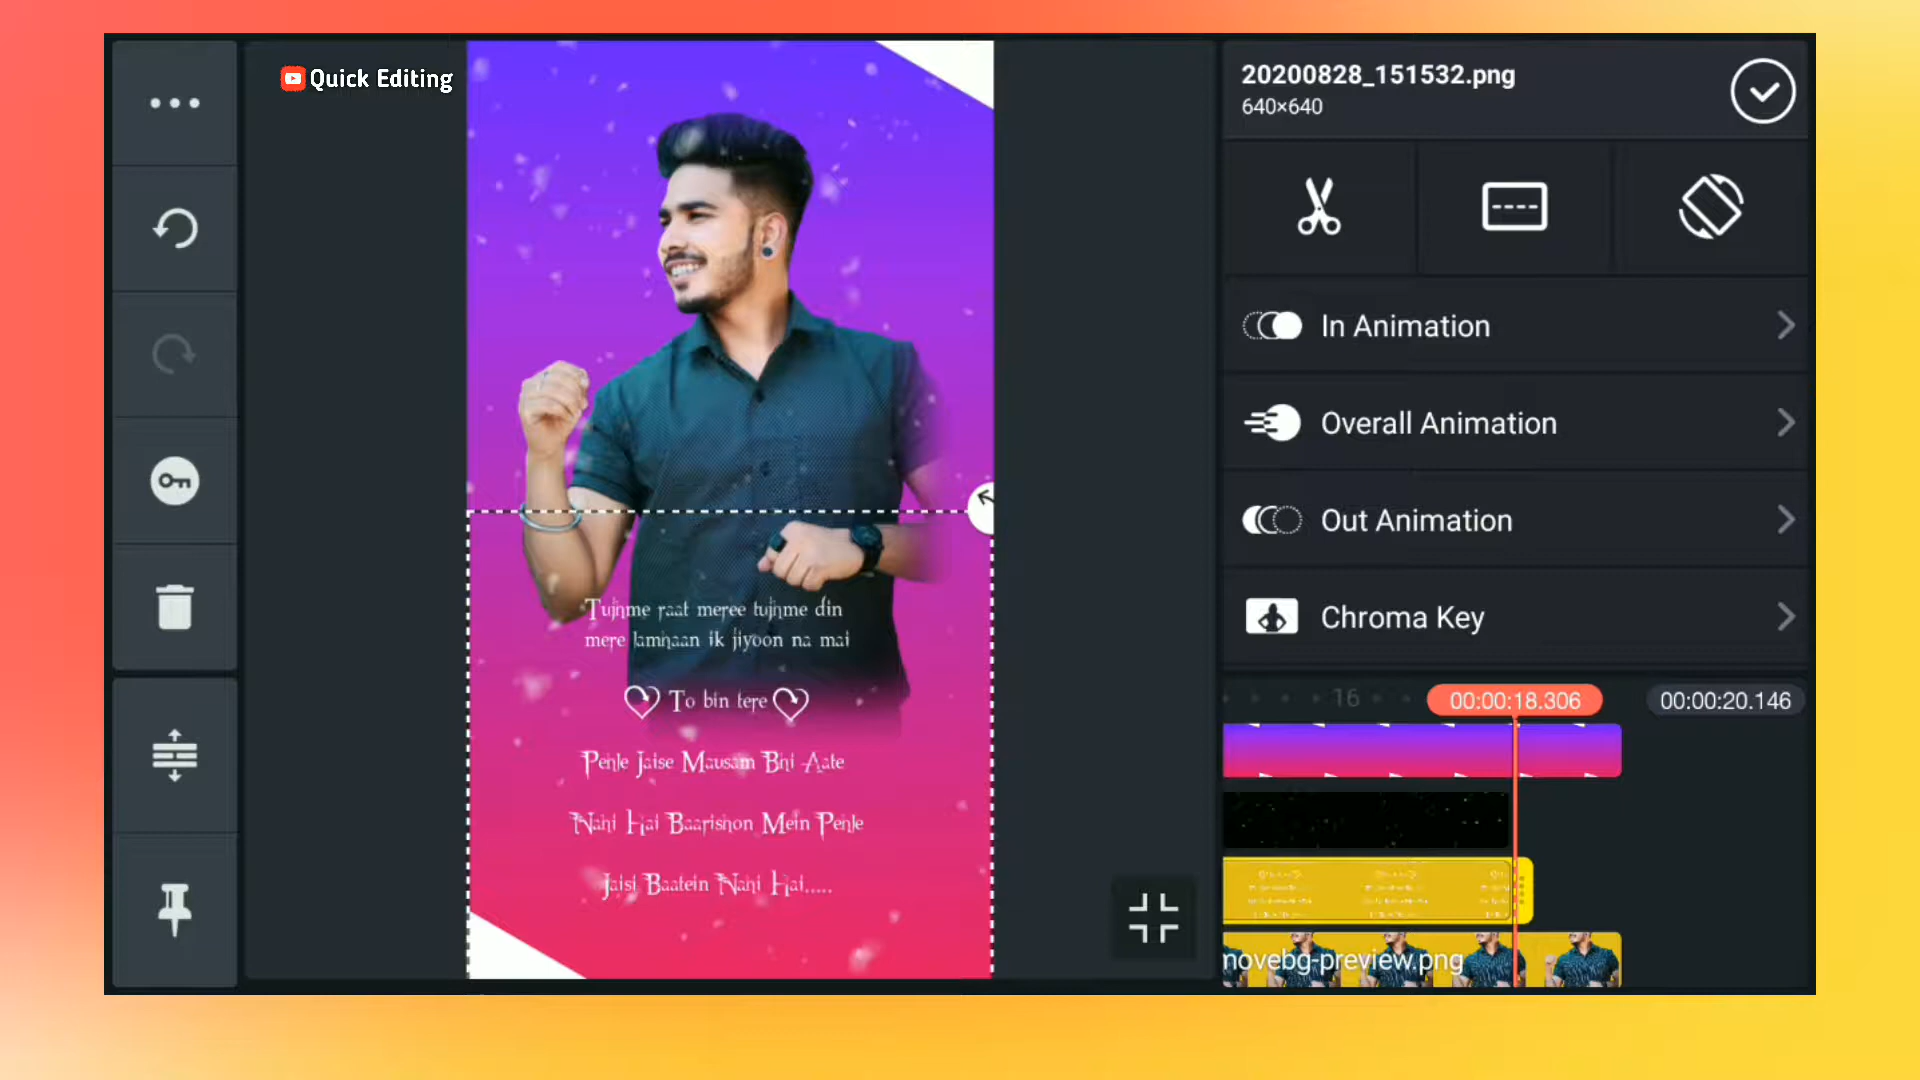 Quick Editing
20200828_151532.png
640×640
In Animation
Overall Animation
Out Animation
Chroma Key
Tujhme raat meree tujhme din
mere lamhaan ik jiyoon na mai
To bin tere
Pehle Jaise Mausam Bhi Aate
Nahi Hai Baarishon Mein Pehle
Jaisi Baatein Nahi Hai.....
16
00:00:18.306
00:00:20.146
movebg-preview.png